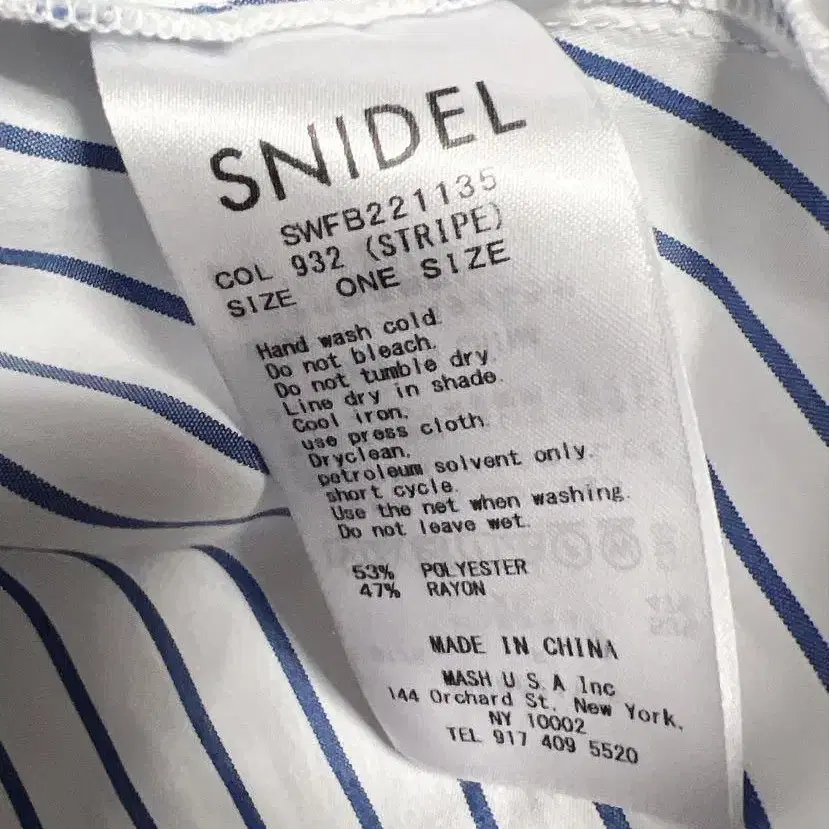 SNIDEL
SWFB221135
COL 932 (STRIPE)
SIZE ONE SIZE
Hand wash cold.
Do not bleach.
Do not tumble dry.
Line dry in shade.
Cool iron.
use press cloth.
Dryclean.
petroleum solvent only.
short cycle.
Use the net when washing.
Do not leave wet.
53% POLYESTER
47% RAYON
MADE IN CHINA
MASH U S A Inc
144 Orchard St. New York.
NY 10002
TEL 917 409 5520